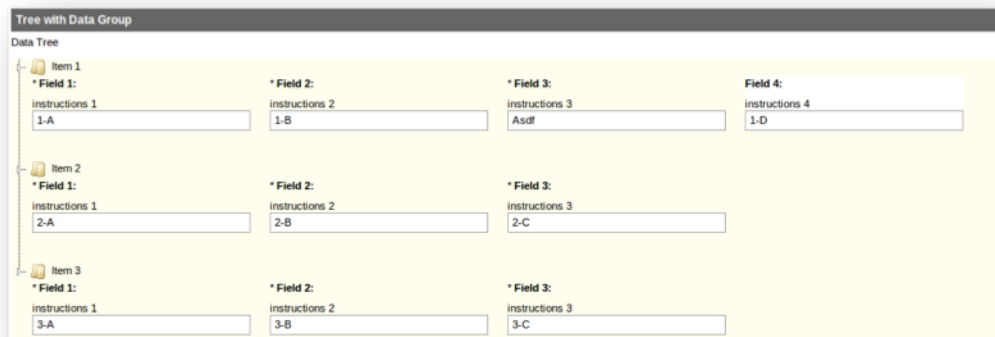 Tree with Data Group
Data Tree
Item 1
* Field 1: * Field 2: * Field 3: Field 4:
instructions 1 instructions 2 instructions 3 instructions 4
1-A 1-B Asdf 1-D
Item 2
* Field 1: * Field 2: * Field 3:
instructions 1 instructions 2 instructions 3
2-A 2-B 2-C
Item 3
* Field 1: * Field 2: * Field 3:
instructions 1 instructions 2 instructions 3
3-A 3-B 3-C